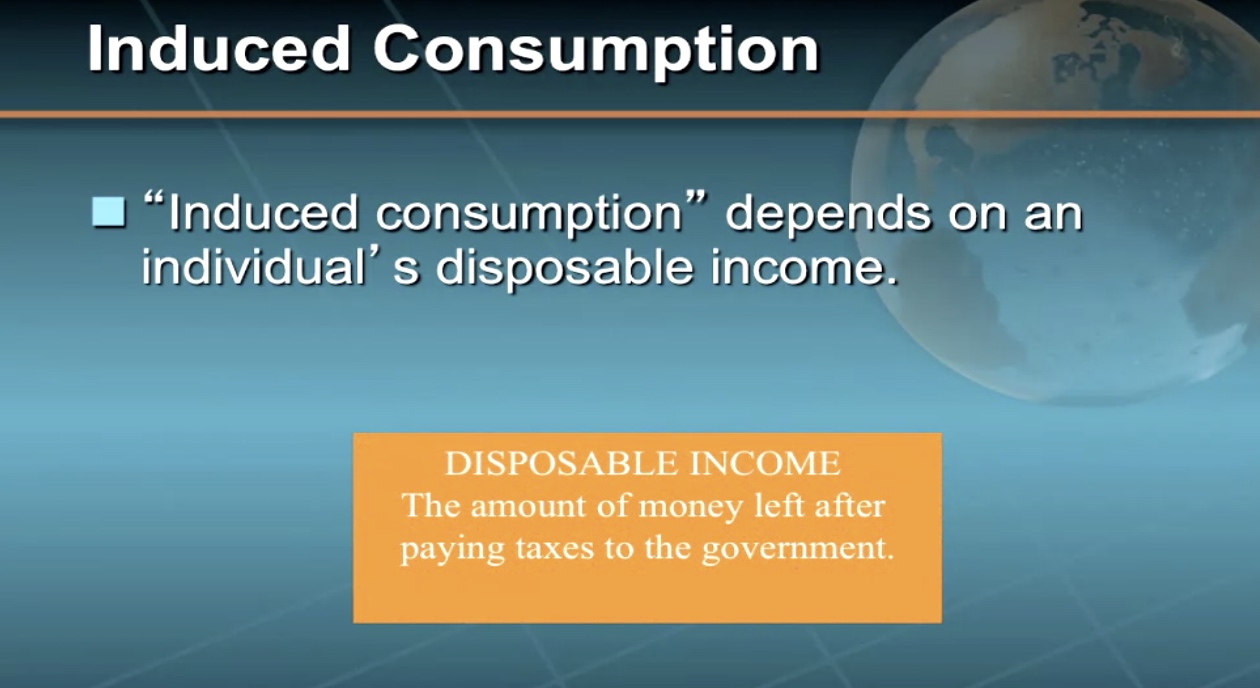 Induced Consumption
“Induced consumption” depends on an
individual’s disposable income.
DISPOSABLE INCOME
The amount of money left after
paying taxes to the government.